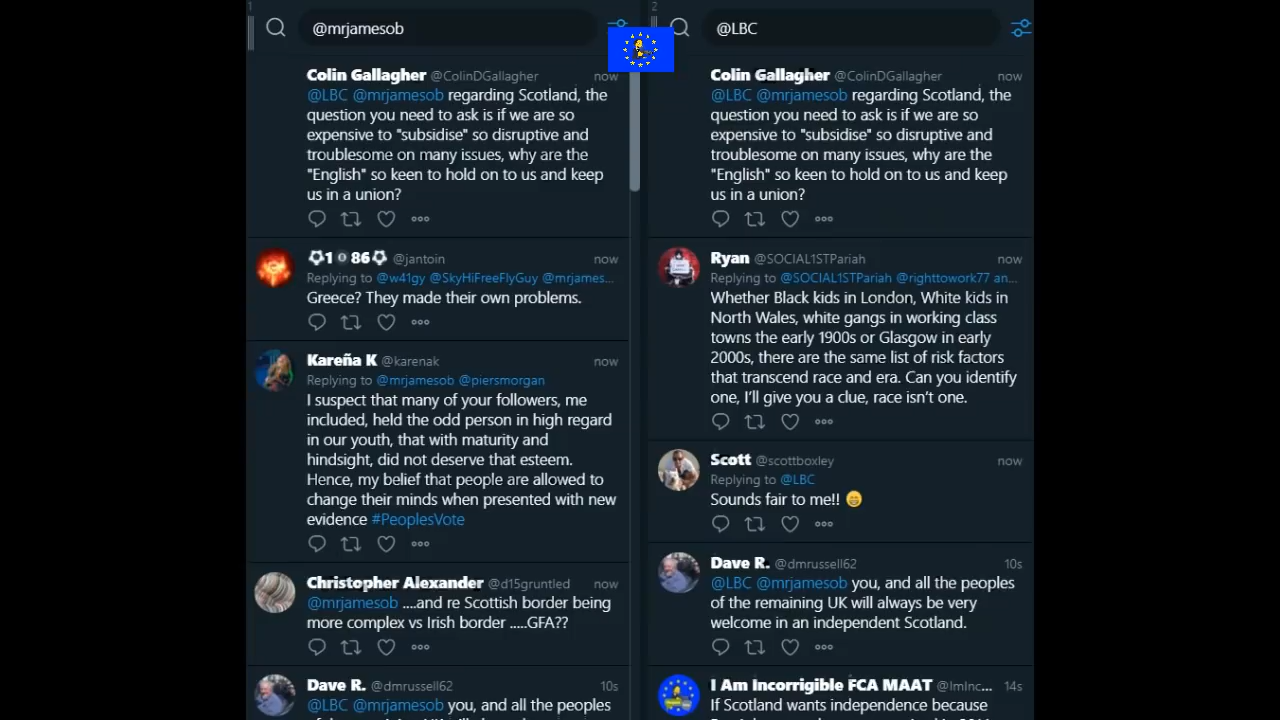 1
@mrjamesob
Colin Gallagher @ColinDGallagher now
@LBC @mrjamesob regarding Scotland, the
question you need to ask is if we are so
expensive to "subsidise" so disruptive and
troublesome on many issues, why are the
"English" so keen to hold on to us and keep
us in a union?
⚽1 86⚽ @jantoin now
Replying to @w41gy @SkyHiFreeFlyGuy @mrjames...
Greece? They made their own problems.
Kareña K @karenak now
Replying to @mrjamesob @piersmorgan
I suspect that many of your followers, me
included, held the odd person in high regard
in our youth, that with maturity and
hindsight, did not deserve that esteem.
Hence, my belief that people are allowed to
change their minds when presented with new
evidence #PeoplesVote
Christopher Alexander @d15gruntled now
@mrjamesob ....and re Scottish border being
more complex vs Irish border .....GFA??
Dave R. @dmrussell62 10s
@LBC @mrjamesob you, and all the peoples
2
@LBC
Colin Gallagher @ColinDGallagher now
@LBC @mrjamesob regarding Scotland, the
question you need to ask is if we are so
expensive to "subsidise" so disruptive and
troublesome on many issues, why are the
"English" so keen to hold on to us and keep
us in a union?
Ryan @SOCIAL1STPariah now
Replying to @SOCIAL1STPariah @righttowork77 an...
Whether Black kids in London, White kids in
North Wales, white gangs in working class
towns the early 1900s or Glasgow in early
2000s, there are the same list of risk factors
that transcend race and era. Can you identify
one, I'll give you a clue, race isn't one.
Scott @scottboxley now
Replying to @LBC
Sounds fair to me!! 😁
Dave R. @dmrussell62 10s
@LBC @mrjamesob you, and all the peoples
of the remaining UK will always be very
welcome in an independent Scotland.
I Am Incorrigible FCA MAAT @ImInc... 14s
If Scotland wants independence because